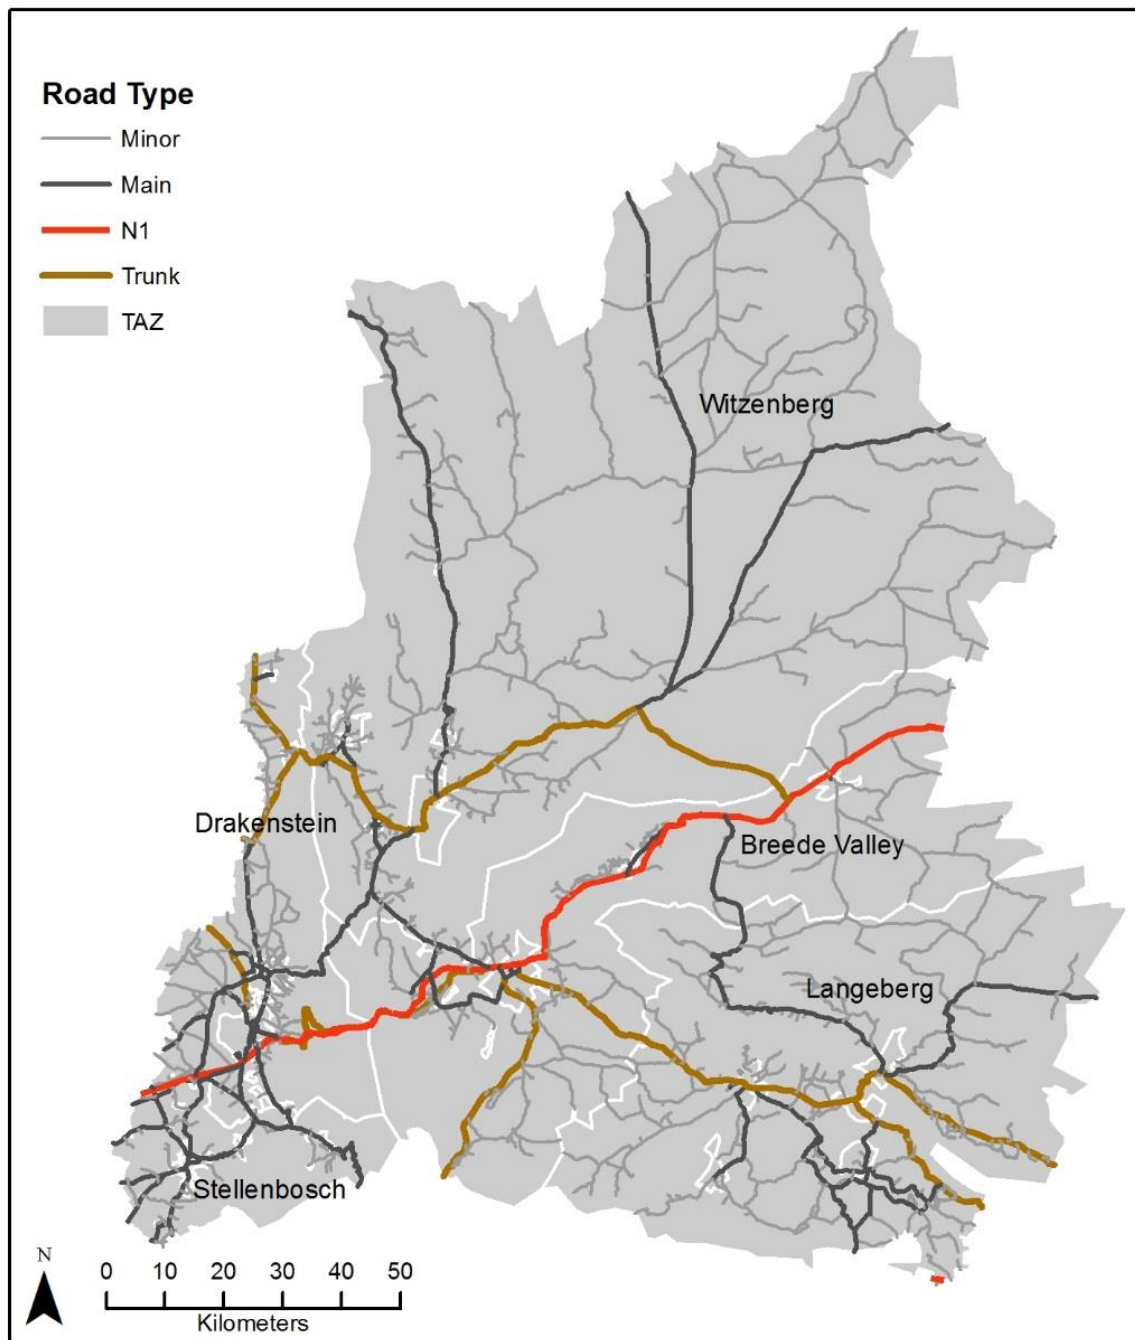 Road Type
Minor
Main
N1
Trunk
TAZ
Witzenberg
Drakenstein
Breede Valley
Langeberg
Stellenbosch
N
0 10 20 30 40 50
Kilometers